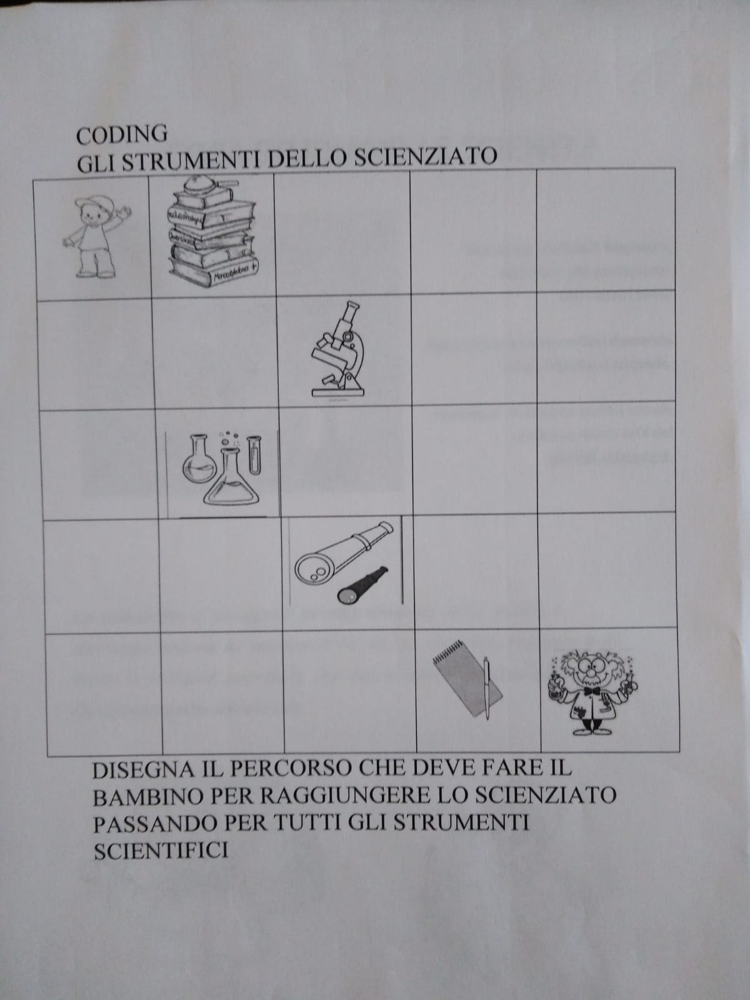 CODING
GLI STRUMENTI DELLO SCIENZIATO
DISEGNA IL PERCORSO CHE DEVE FARE IL
BAMBINO PER RAGGIUNGERE LO SCIENZIATO
PASSANDO PER TUTTI GLI STRUMENTI
SCIENTIFICI